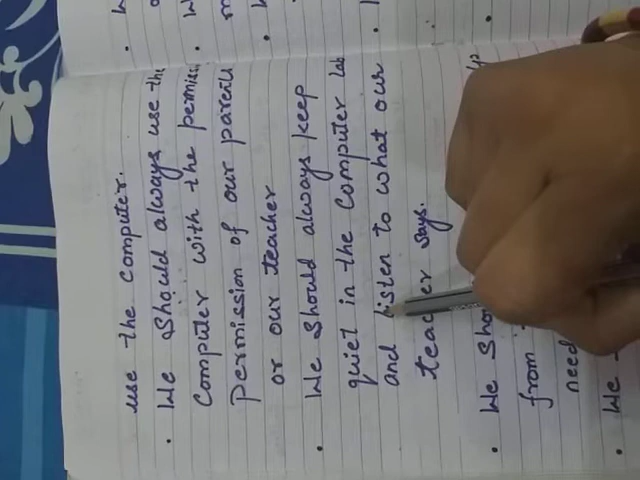 use the computer.
• We should always use the
computer with the permissi
permission of our parents
or our teacher
• We should always keep
quiet in the computer lab
and listen to what our
teacher says.
• We
from
need
• We